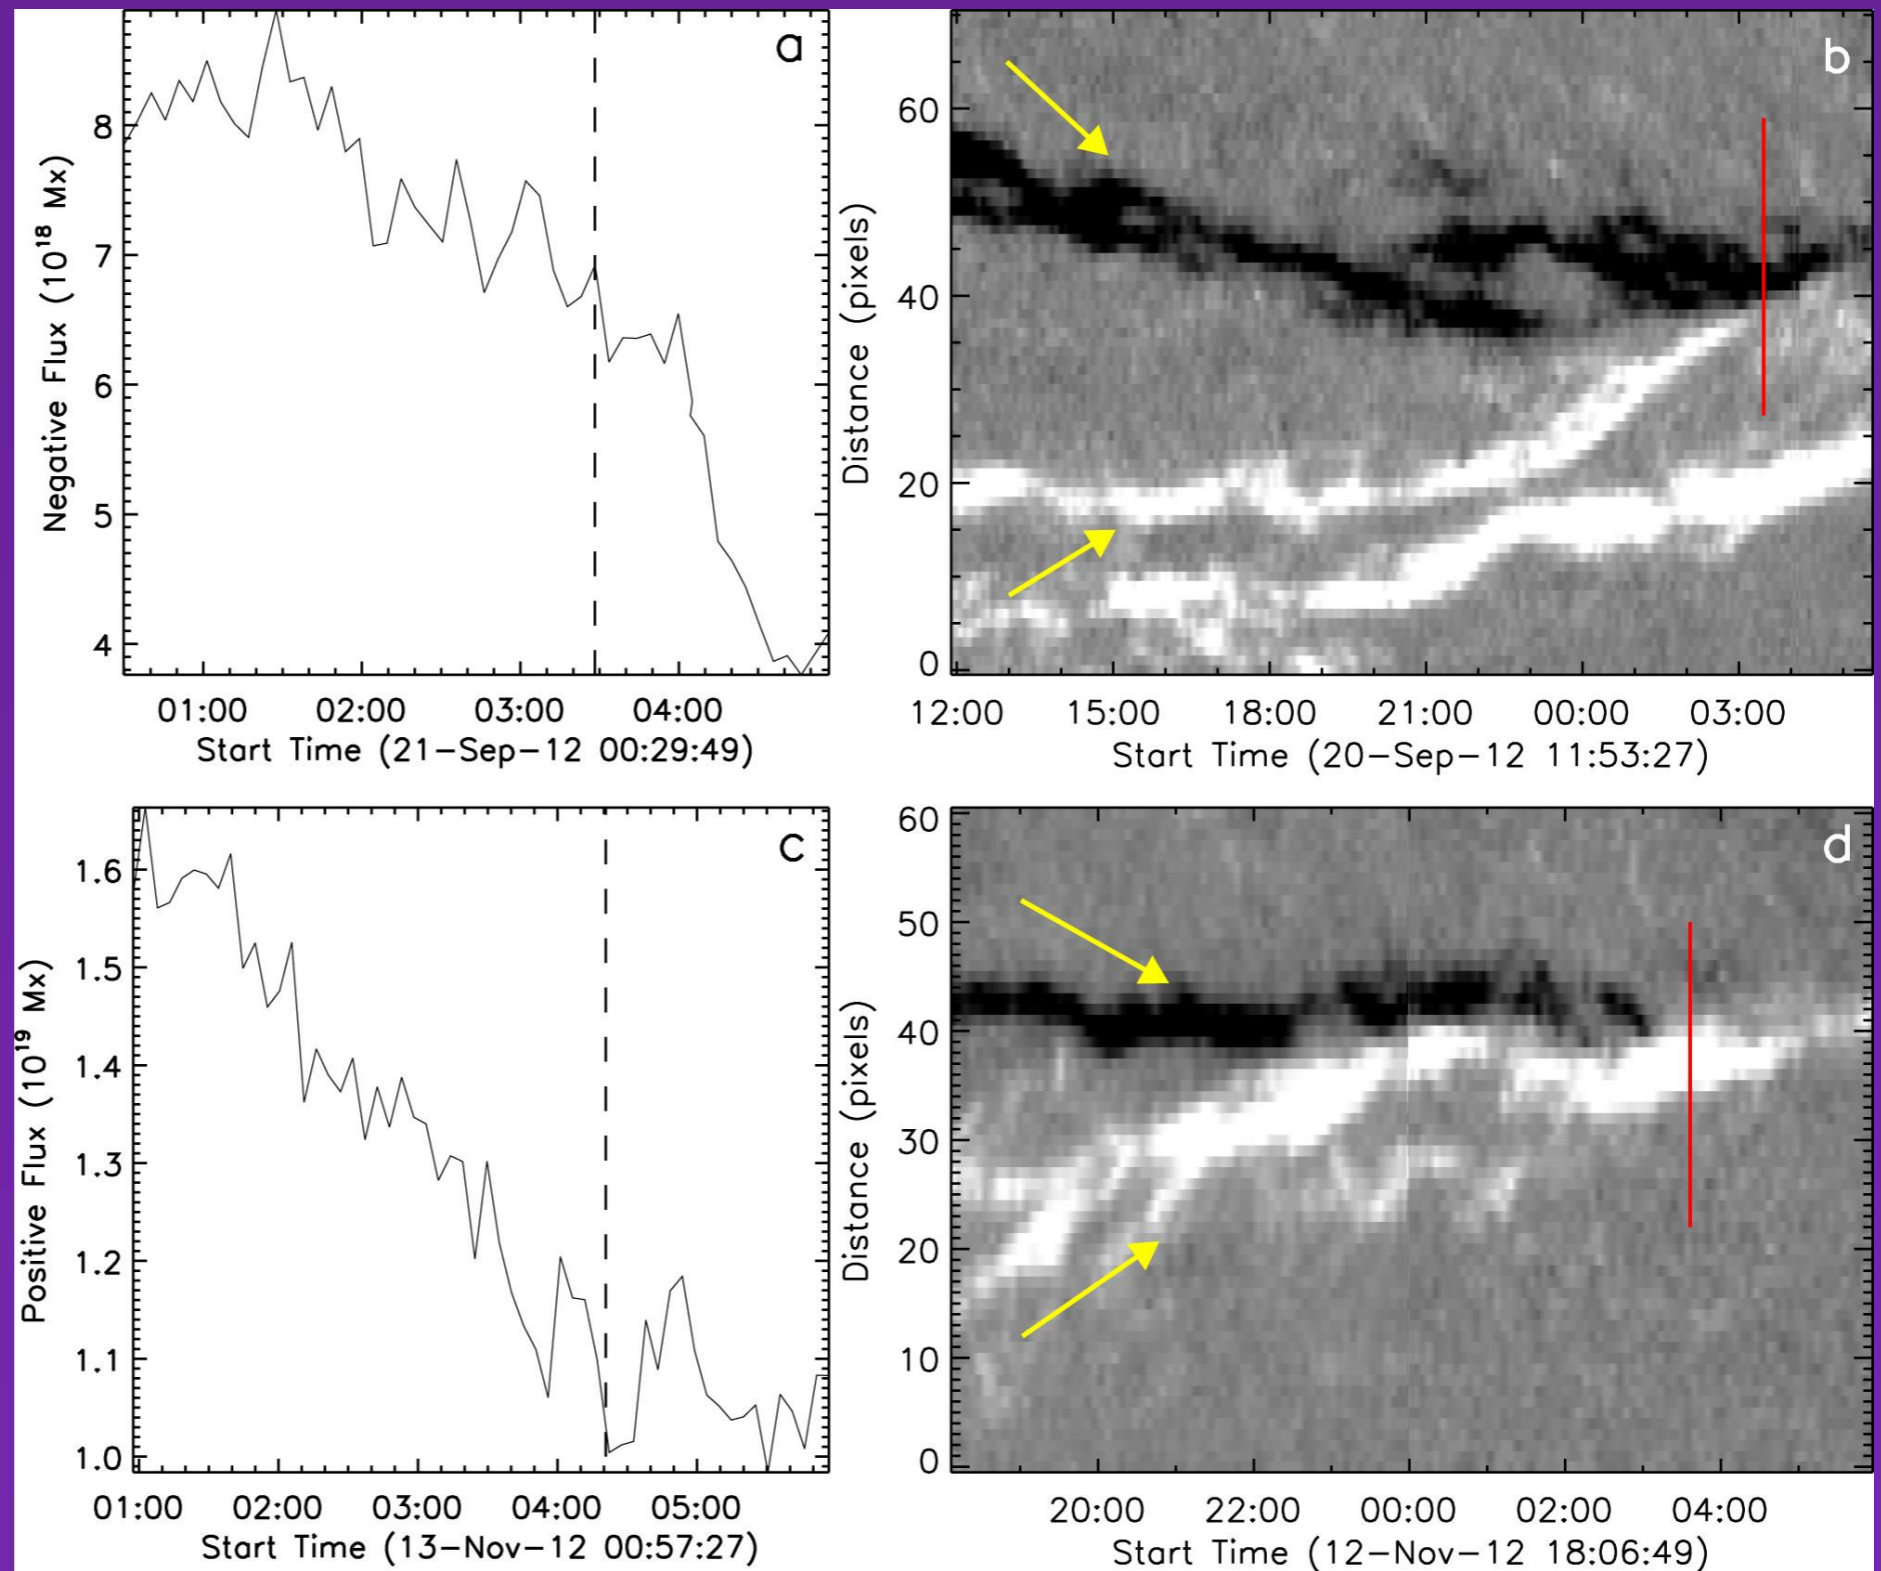 a
8
7
6
5
4
Negative Flux (10¹⁸ Mx)
01:00 02:00 03:00 04:00
Start Time (21-Sep-12 00:29:49)
b
60
40
20
0
Distance (pixels)
12:00 15:00 18:00 21:00 00:00 03:00
Start Time (20-Sep-12 11:53:27)
c
1.6
1.5
1.4
1.3
1.2
1.1
1.0
Positive Flux (10¹⁹ Mx)
01:00 02:00 03:00 04:00 05:00
Start Time (13-Nov-12 00:57:27)
d
60
50
40
30
20
10
0
Distance (pixels)
20:00 22:00 00:00 02:00 04:00
Start Time (12-Nov-12 18:06:49)